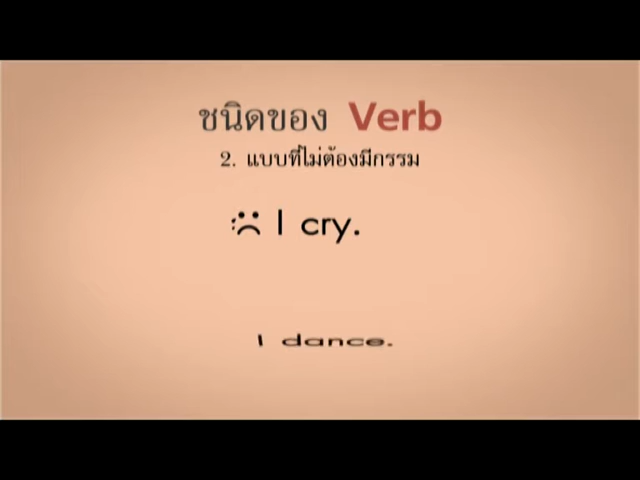 ชนิดของ Verb
2. แบบที่ไม่ต้องมีกรรม
I cry.
I dance.